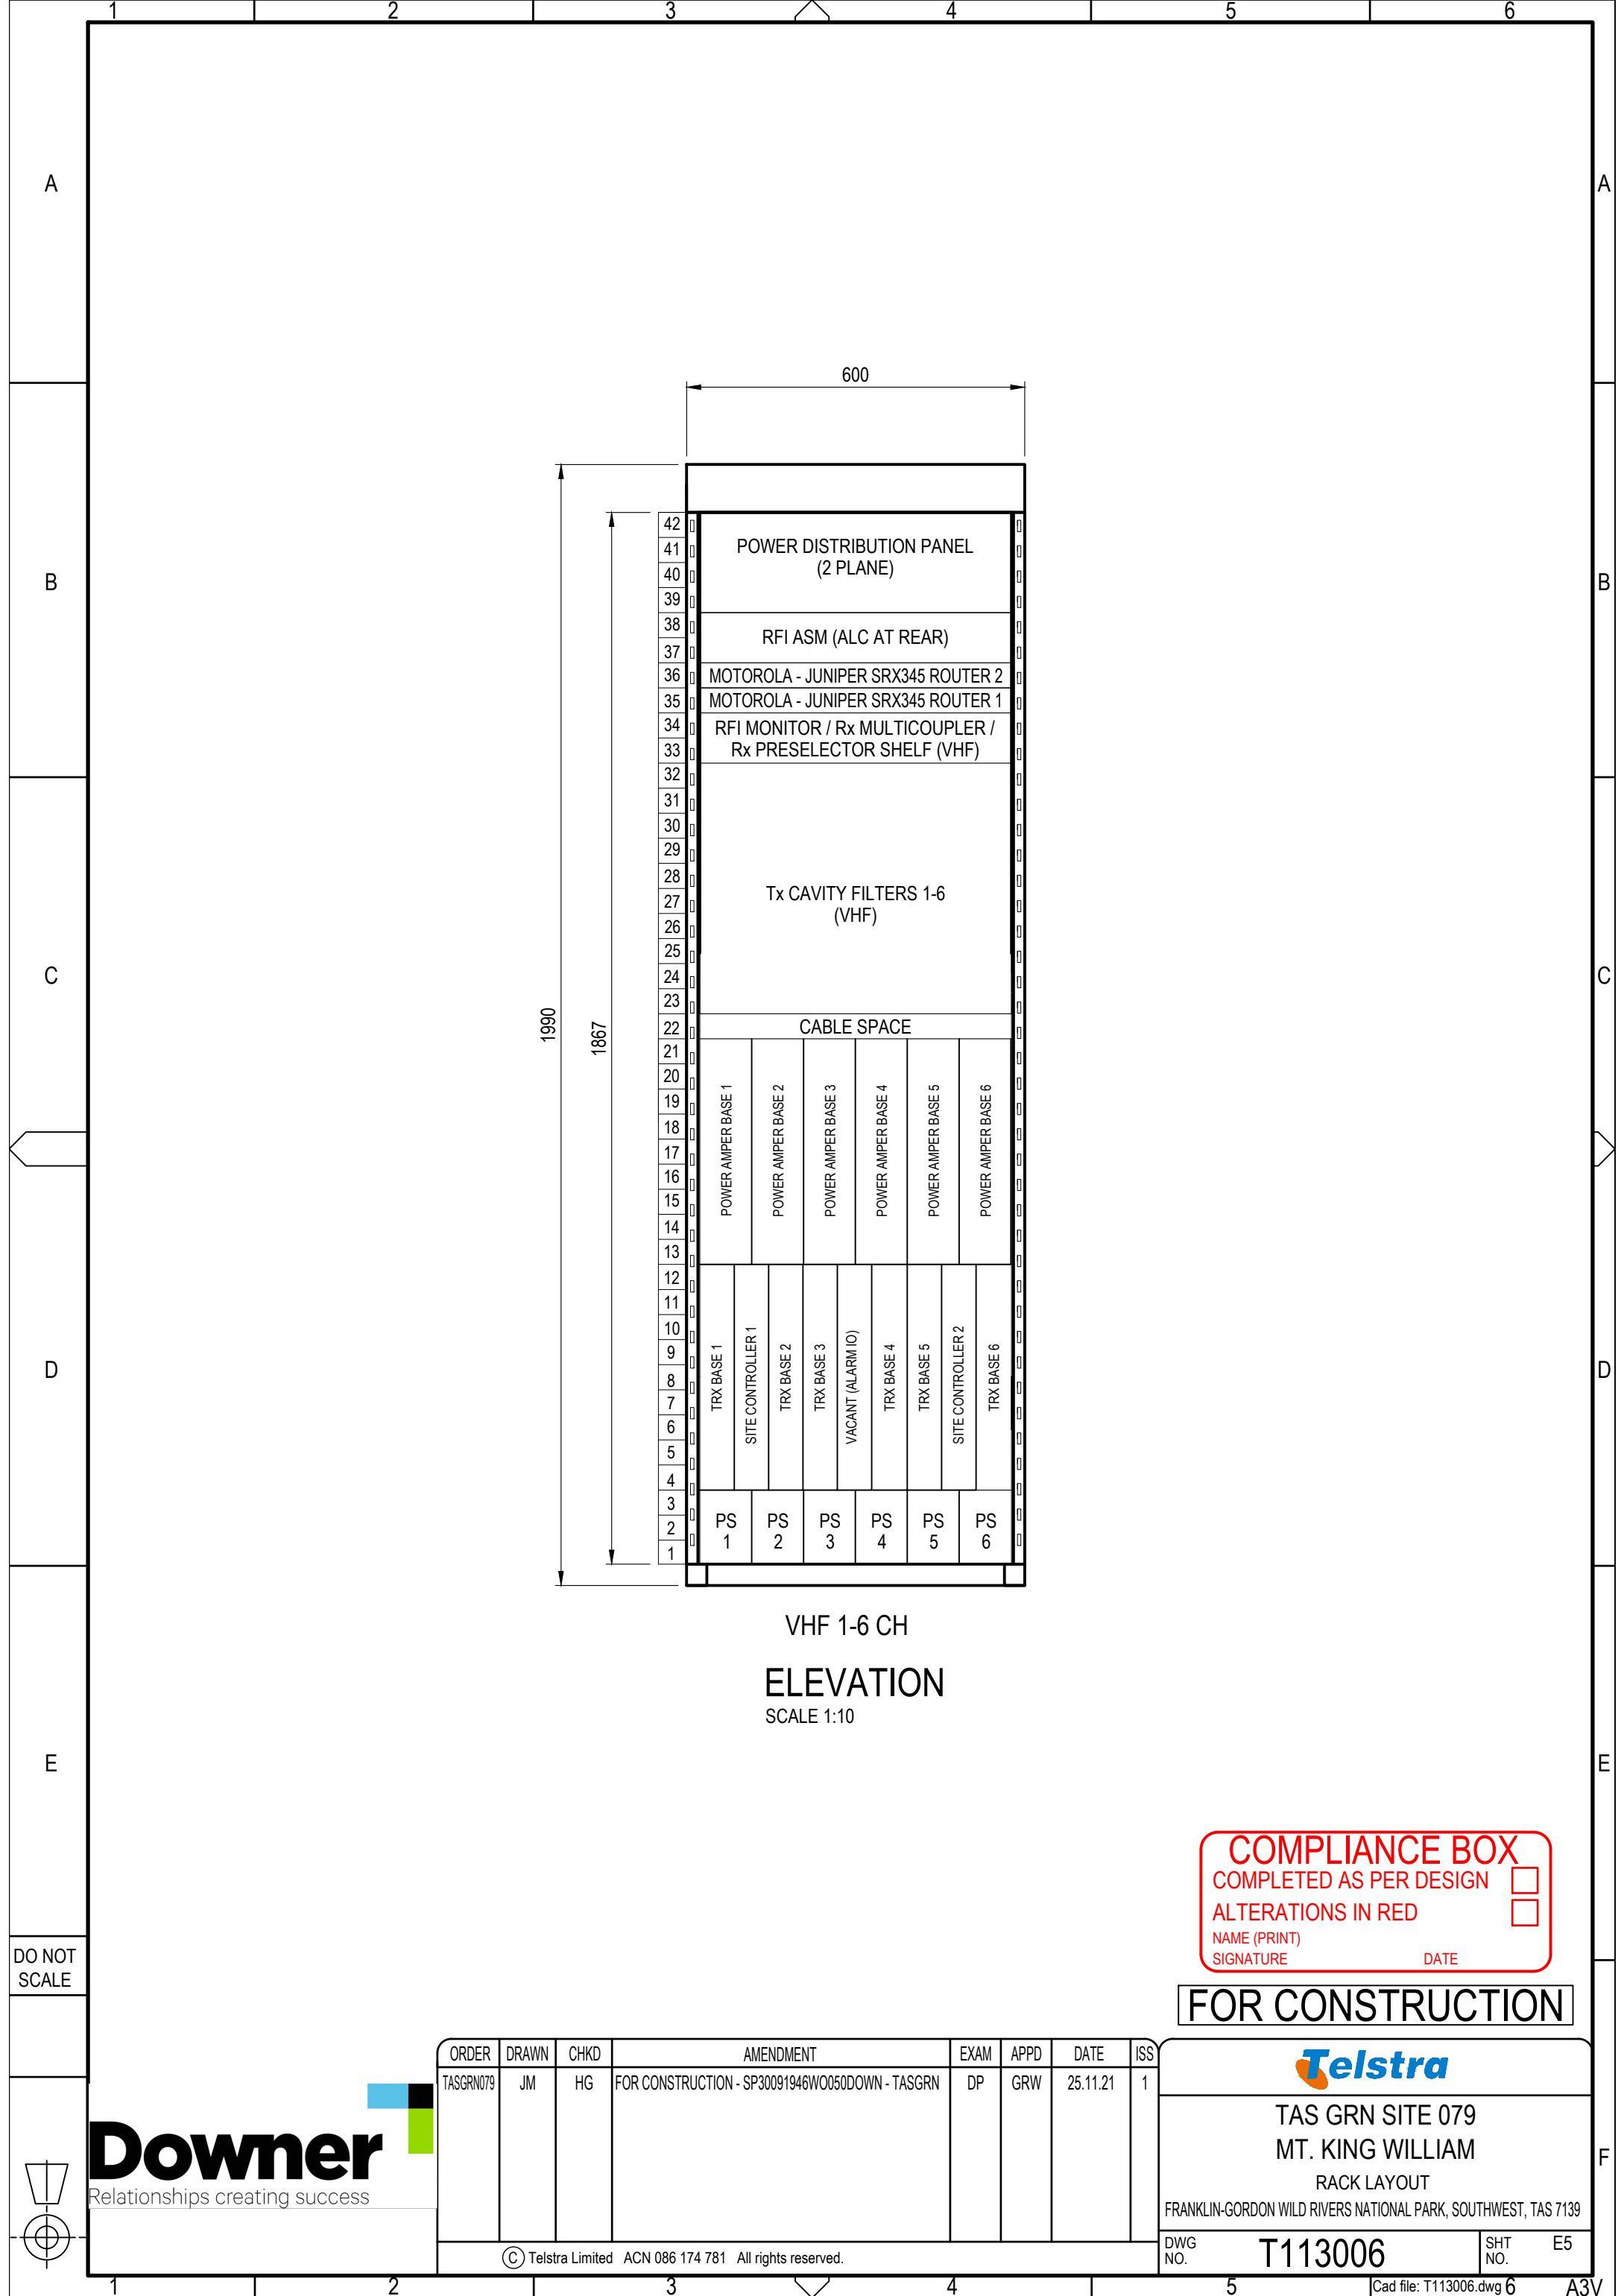 1 2 3 4 5 6
A A
B B
C C
D D
E E
F
600
1990
1867
42
41
40
39
38
37
36
35
34
33
32
31
30
29
28
27
26
25
24
23
22
21
20
19
18
17
16
15
14
13
12
11
10
9
8
7
6
5
4
3
2
1
POWER DISTRIBUTION PANEL
(2 PLANE)
RFI ASM (ALC AT REAR)
MOTOROLA - JUNIPER SRX345 ROUTER 2
MOTOROLA - JUNIPER SRX345 ROUTER 1
RFI MONITOR / Rx MULTICOUPLER /
Rx PRESELECTOR SHELF (VHF)
Tx CAVITY FILTERS 1-6
(VHF)
CABLE SPACE
POWER AMPER BASE 1
POWER AMPER BASE 2
POWER AMPER BASE 3
POWER AMPER BASE 4
POWER AMPER BASE 5
POWER AMPER BASE 6
TRX BASE 1
SITE CONTROLLER 1
TRX BASE 2
TRX BASE 3
VACANT (ALARM IO)
TRX BASE 4
TRX BASE 5
SITE CONTROLLER 2
TRX BASE 6
PS PS PS PS PS PS
1 2 3 4 5 6
VHF 1-6 CH
ELEVATION
SCALE 1:10
COMPLIANCE BOX
COMPLETED AS PER DESIGN
ALTERATIONS IN RED
NAME (PRINT)
SIGNATURE DATE
DO NOT
SCALE
FOR CONSTRUCTION
ORDER DRAWN CHKD AMENDMENT EXAM APPD DATE ISS
TASGRN079 JM HG FOR CONSTRUCTION - SP30091946WO050DOWN - TASGRN DP GRW 25.11.21 1
Downer
Relationships creating success
Telstra
TAS GRN SITE 079
MT. KING WILLIAM
RACK LAYOUT
FRANKLIN-GORDON WILD RIVERS NATIONAL PARK, SOUTHWEST, TAS 7139
DWG
NO.
T113006
SHT
NO.
E5
© Telstra Limited ACN 086 174 781 All rights reserved.
1 2 3 4 5 6
Cad file: T113006.dwg
A3V